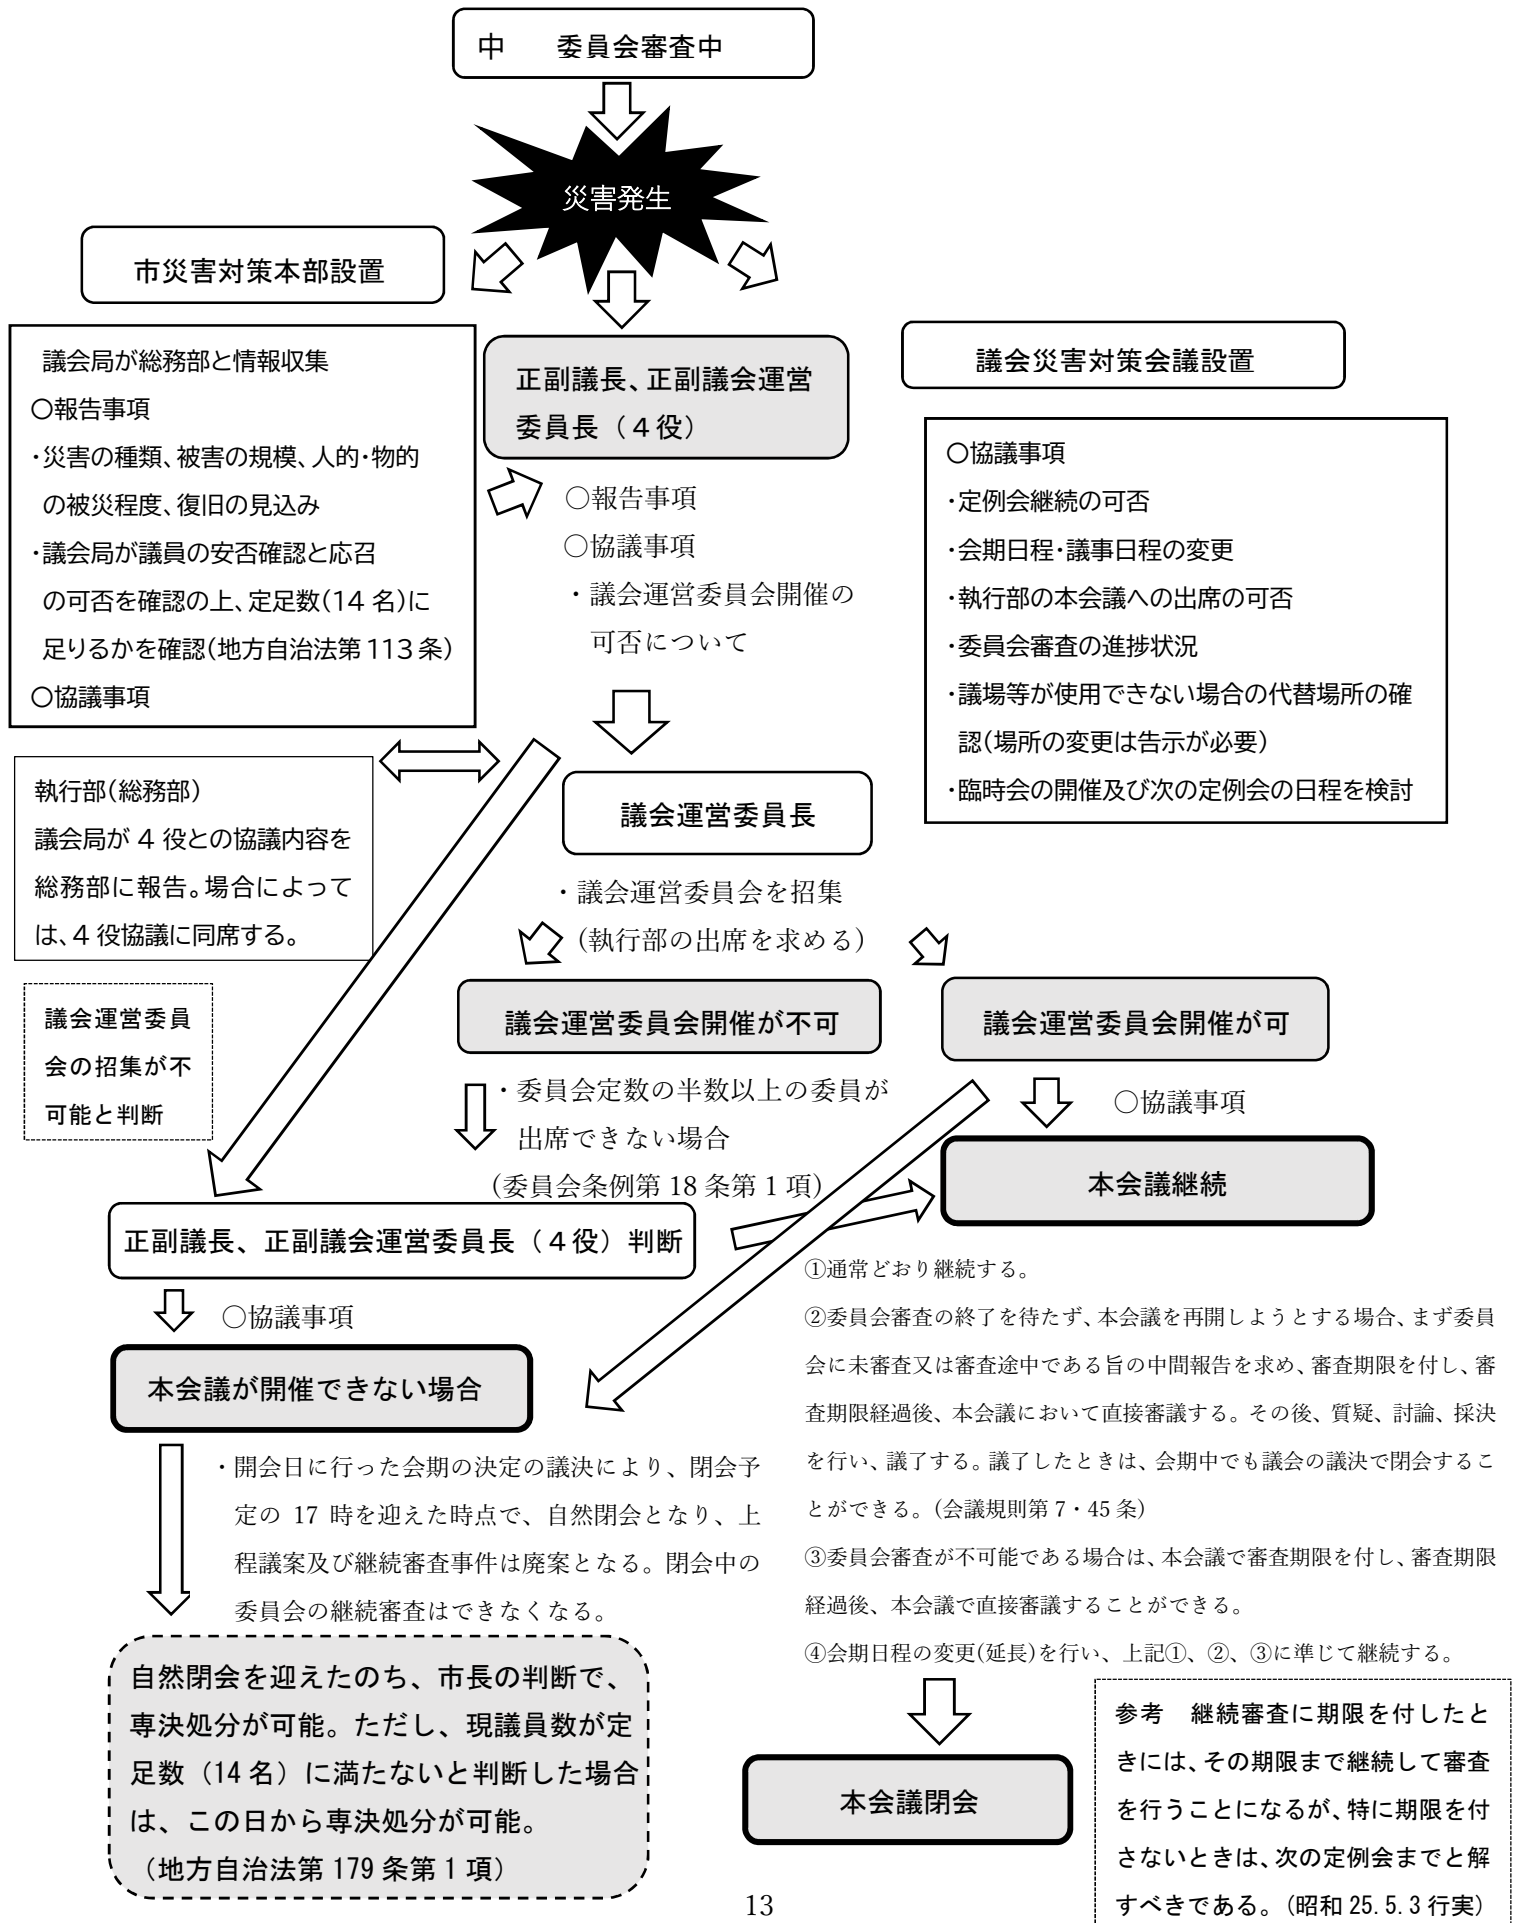 中　　委員会審査中
災害発生
市災害対策本部設置
議会局が総務部と情報収集
○報告事項
・災害の種類、被害の規模、人的・物的
の被災程度、復旧の見込み
・議会局が議員の安否確認と応召
の可否を確認の上、定足数(14 名)に
足りるかを確認(地方自治法第 113 条)
○協議事項
正副議長、正副議会運営
委員長（４役）
○報告事項
○協議事項
・議会運営委員会開催の
可否について
議会災害対策会議設置
○協議事項
・定例会継続の可否
・会期日程・議事日程の変更
・執行部の本会議への出席の可否
・委員会審査の進捗状況
・議場等が使用できない場合の代替場所の確
認(場所の変更は告示が必要)
・臨時会の開催及び次の定例会の日程を検討
執行部(総務部)
議会局が 4 役との協議内容を
総務部に報告。場合によって
は、4 役協議に同席する。
議会運営委員長
・議会運営委員会を招集
(執行部の出席を求める)
議会運営委員
会の招集が不
可能と判断
議会運営委員会開催が不可
議会運営委員会開催が可
・委員会定数の半数以上の委員が
出席できない場合
(委員会条例第 18 条第 1 項)
○協議事項
本会議継続
正副議長、正副議会運営委員長（４役）判断
○協議事項
本会議が開催できない場合
・開会日に行った会期の決定の議決により、閉会予
定の 17 時を迎えた時点で、自然閉会となり、上
程議案及び継続審査事件は廃案となる。閉会中の
委員会の継続審査はできなくなる。
自然閉会を迎えたのち、市長の判断で、
専決処分が可能。ただし、現議員数が定
足数（14 名）に満たないと判断した場合
は、この日から専決処分が可能。
（地方自治法第 179 条第 1 項）
①通常どおり継続する。
②委員会審査の終了を待たず、本会議を再開しようとする場合、まず委員
会に未審査又は審査途中である旨の中間報告を求め、審査期限を付し、審
査期限経過後、本会議において直接審議する。その後、質疑、討論、採決
を行い、議了する。議了したときは、会期中でも議会の議決で閉会するこ
とができる。(会議規則第 7・45 条)
③委員会審査が不可能である場合は、本会議で審査期限を付し、審査期限
経過後、本会議で直接審議することができる。
④会期日程の変更(延長)を行い、上記①、②、③に準じて継続する。
本会議閉会
参考　継続審査に期限を付したと
きには、その期限まで継続して審査
を行うことになるが、特に期限を付
さないときは、次の定例会までと解
すべきである。(昭和 25.5.3 行実)
13